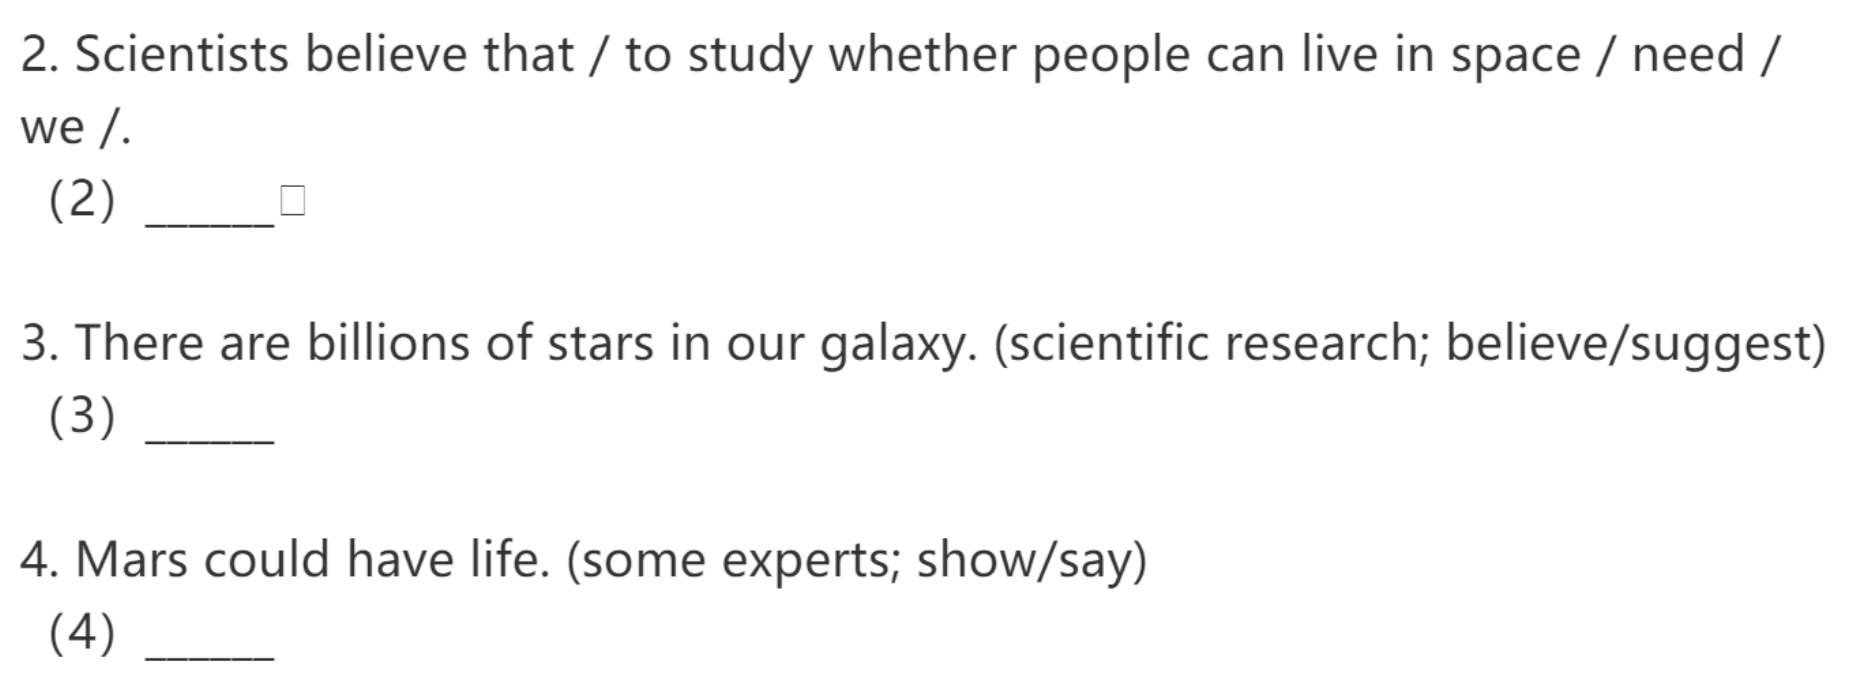 2. Scientists believe that / to study whether people can live in space / need /
we /.
(2) ______□
3. There are billions of stars in our galaxy. (scientific research; believe/suggest)
(3) ______
4. Mars could have life. (some experts; show/say)
(4) ______